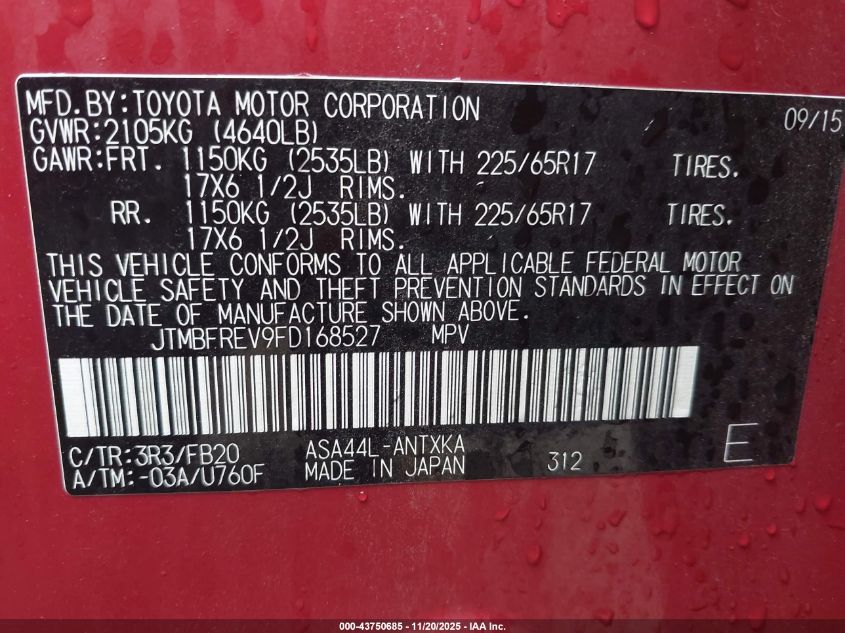 MFD.BY:TOYOTA MOTOR CORPORATION 09/15
GVWR:2105KG (4640LB)
GAWR:FRT. 1150KG (2535LB) WITH 225/65R17 TIRES.
17X6 1/2J RIMS.
RR. 1150KG (2535LB) WITH 225/65R17 TIRES.
17X6 1/2J RIMS.
THIS VEHICLE CONFORMS TO ALL APPLICABLE FEDERAL MOTOR
VEHICLE SAFETY AND THEFT PREVENTION STANDARDS IN EFFECT ON
THE DATE OF MANUFACTURE SHOWN ABOVE.
JTMBFREV9FD168527 MPV
C/TR:3R3/FB20 ASA44L-ANTXKA
A/TM:-03A/U760F MADE IN JAPAN 312 E
000-43750685 - 11/20/2025 - IAA Inc.